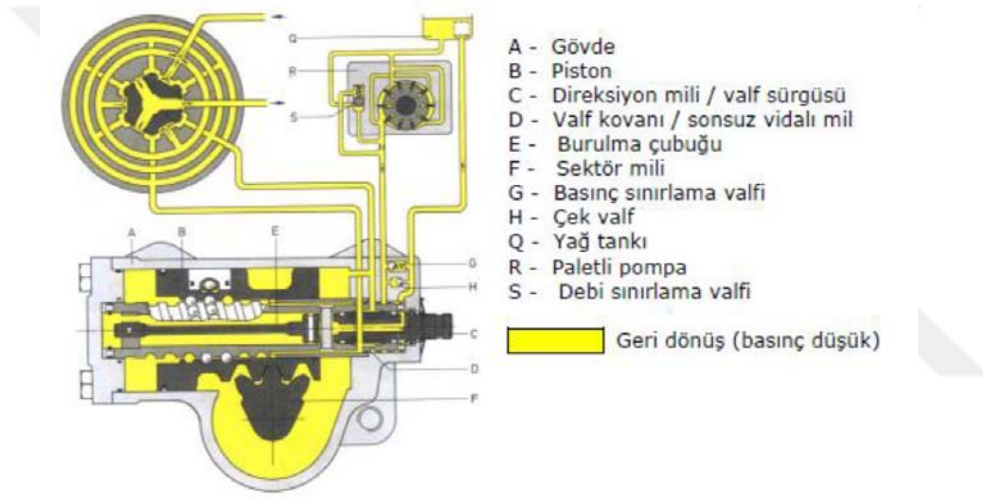 Q
R
S
A
B
E
G
H
C
D
F
A - Gövde
B - Piston
C - Direksiyon mili / valf sürgüsü
D - Valf kovanı / sonsuz vidalı mil
E - Burulma çubuğu
F - Sektör mili
G - Basınç sınırlama valfi
H - Çek valf
Q - Yağ tankı
R - Paletli pompa
S - Debi sınırlama valfi
Geri dönüş (basınç düşük)